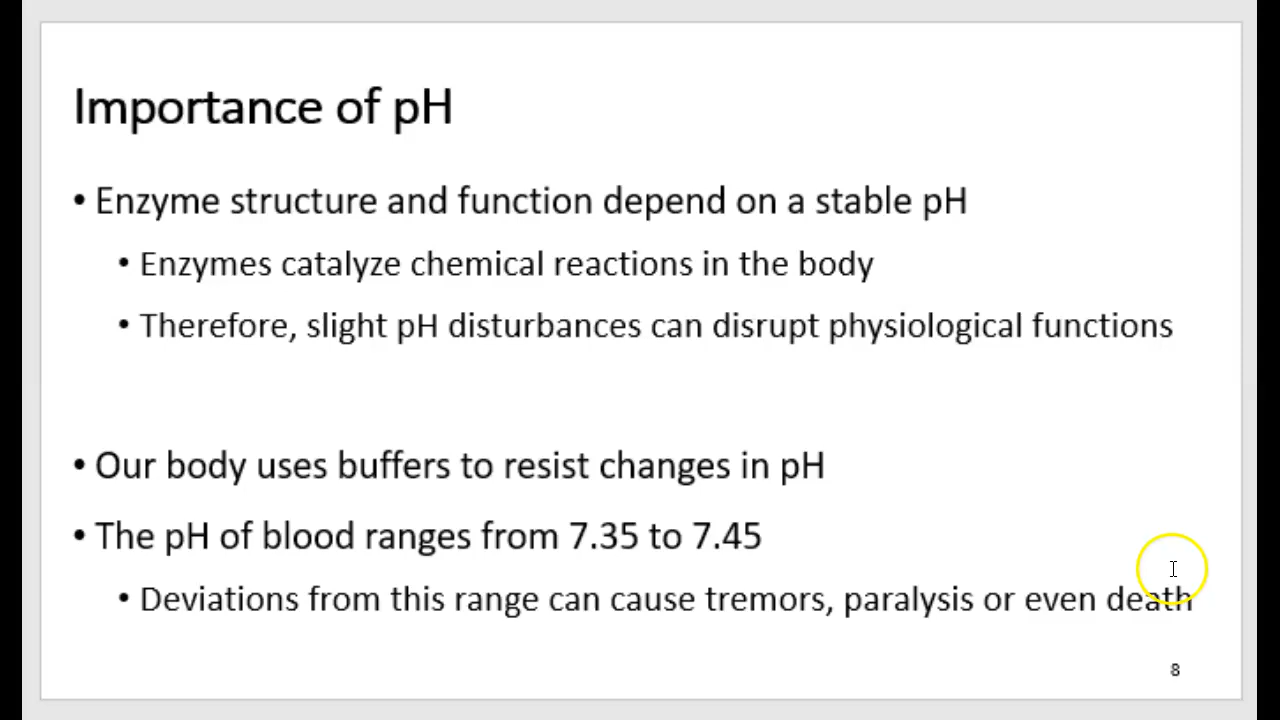 Importance of pH
• Enzyme structure and function depend on a stable pH
• Enzymes catalyze chemical reactions in the body
• Therefore, slight pH disturbances can disrupt physiological functions
• Our body uses buffers to resist changes in pH
• The pH of blood ranges from 7.35 to 7.45
• Deviations from this range can cause tremors, paralysis or even death
8